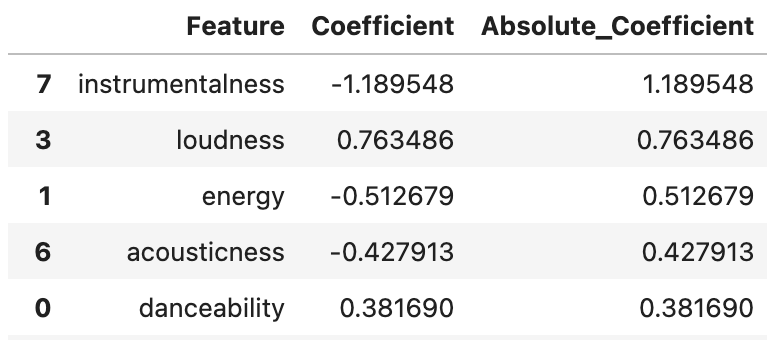 Feature Coefficient Absolute_Coefficient
7 instrumentalness -1.189548 1.189548
3 loudness 0.763486 0.763486
1 energy -0.512679 0.512679
6 acousticness -0.427913 0.427913
0 danceability 0.381690 0.381690